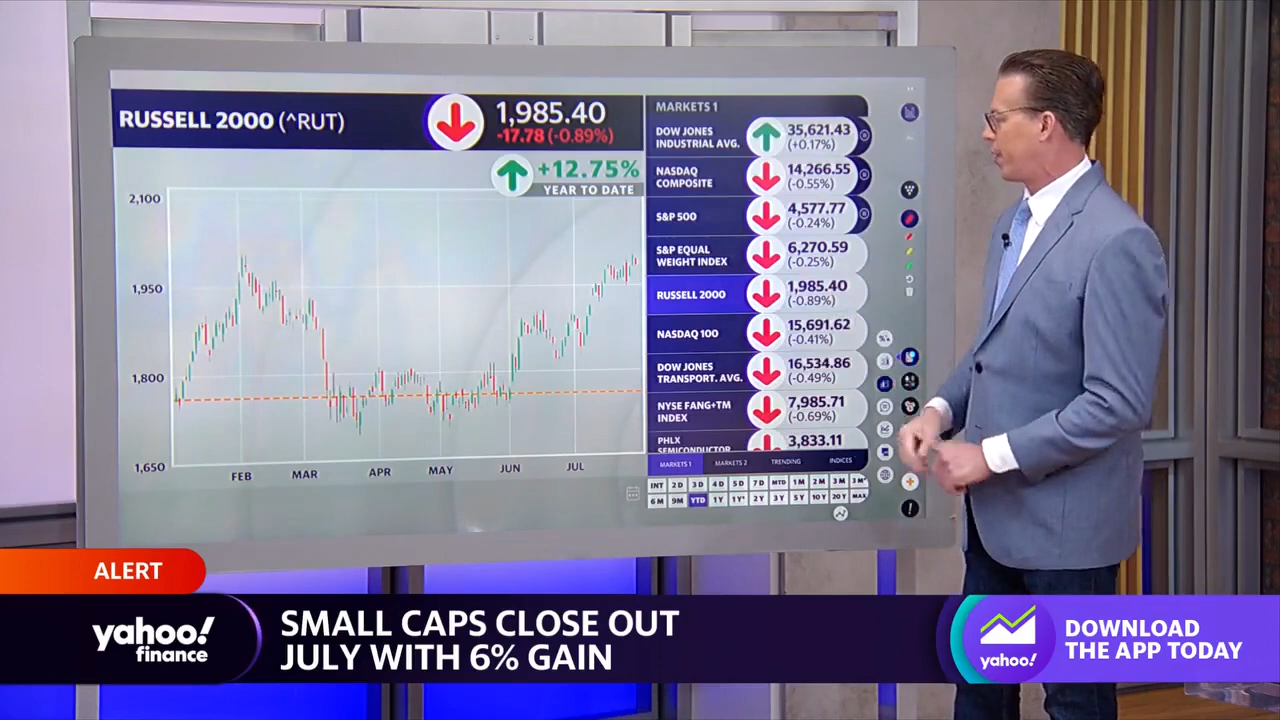 RUSSELL 2000 (^RUT)
1,985.40
-17.78 (-0.89%)
+12.75%
YEAR TO DATE
2,100
1,950
1,800
1,650
FEB MAR APR MAY JUN JUL
MARKETS 1
DOW JONES
INDUSTRIAL AVG.
35,621.43
(+0.17%)
NASDAQ
COMPOSITE
14,266.55
(-0.55%)
S&P 500
4,577.77
(-0.24%)
S&P EQUAL
WEIGHT INDEX
6,270.59
(-0.25%)
RUSSELL 2000
1,985.40
(-0.89%)
NASDAQ 100
15,691.62
(-0.41%)
DOW JONES
TRANSPORT. AVG.
16,534.86
(-0.49%)
NYSE FANG+TM
INDEX
7,985.71
(-0.69%)
PHLX
SEMICONDUCTOR
3,833.11
MARKETS 1 MARKETS 2 TRENDING INDICES
INT 2D 3D 4D 5D 7D MTD 1M 2M 3M
6M 9M YTD 1Y 2Y 3Y 5Y 10Y 20Y MAX
ALERT
yahoo!
finance
SMALL CAPS CLOSE OUT
JULY WITH 6% GAIN
yahoo!
DOWNLOAD
THE APP TODAY